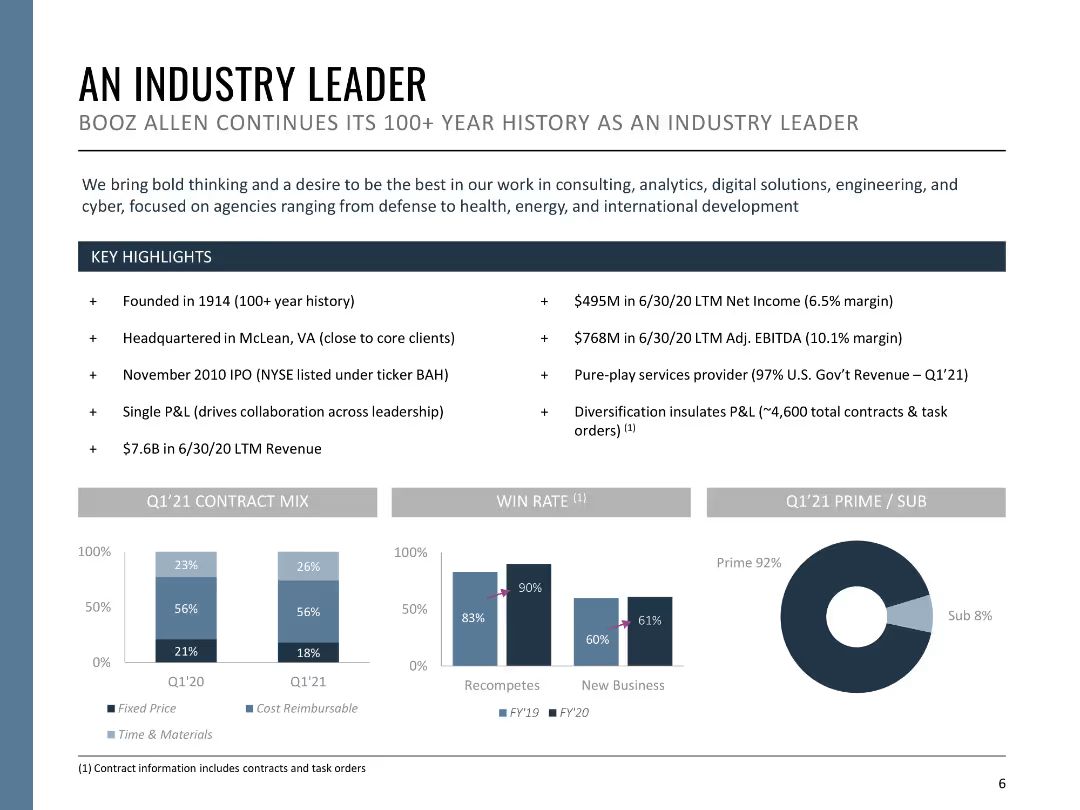 AN INDUSTRY LEADER
BOOZ ALLEN CONTINUES ITS 100+ YEAR HISTORY AS AN INDUSTRY LEADER
We bring bold thinking and a desire to be the best in our work in consulting, analytics, digital solutions, engineering, and
cyber, focused on agencies ranging from defense to health, energy, and international development
KEY HIGHLIGHTS
+ Founded in 1914 (100+ year history)
+ Headquartered in McLean, VA (close to core clients)
+ November 2010 IPO (NYSE listed under ticker BAH)
+ Single P&L (drives collaboration across leadership)
+ $7.6B in 6/30/20 LTM Revenue
+ $495M in 6/30/20 LTM Net Income (6.5% margin)
+ $768M in 6/30/20 LTM Adj. EBITDA (10.1% margin)
+ Pure-play services provider (97% U.S. Gov't Revenue – Q1'21)
+ Diversification insulates P&L (~4,600 total contracts & task
orders) (1)
Q1'21 CONTRACT MIX
100%
50%
0%
23%
56%
21%
26%
56%
18%
Q1'20 Q1'21
Fixed Price Cost Reimbursable
Time & Materials
WIN RATE (1)
100%
50%
0%
83%
90%
60%
61%
Recompetes New Business
FY'19 FY'20
Q1'21 PRIME / SUB
Prime 92%
Sub 8%
(1) Contract information includes contracts and task orders
6